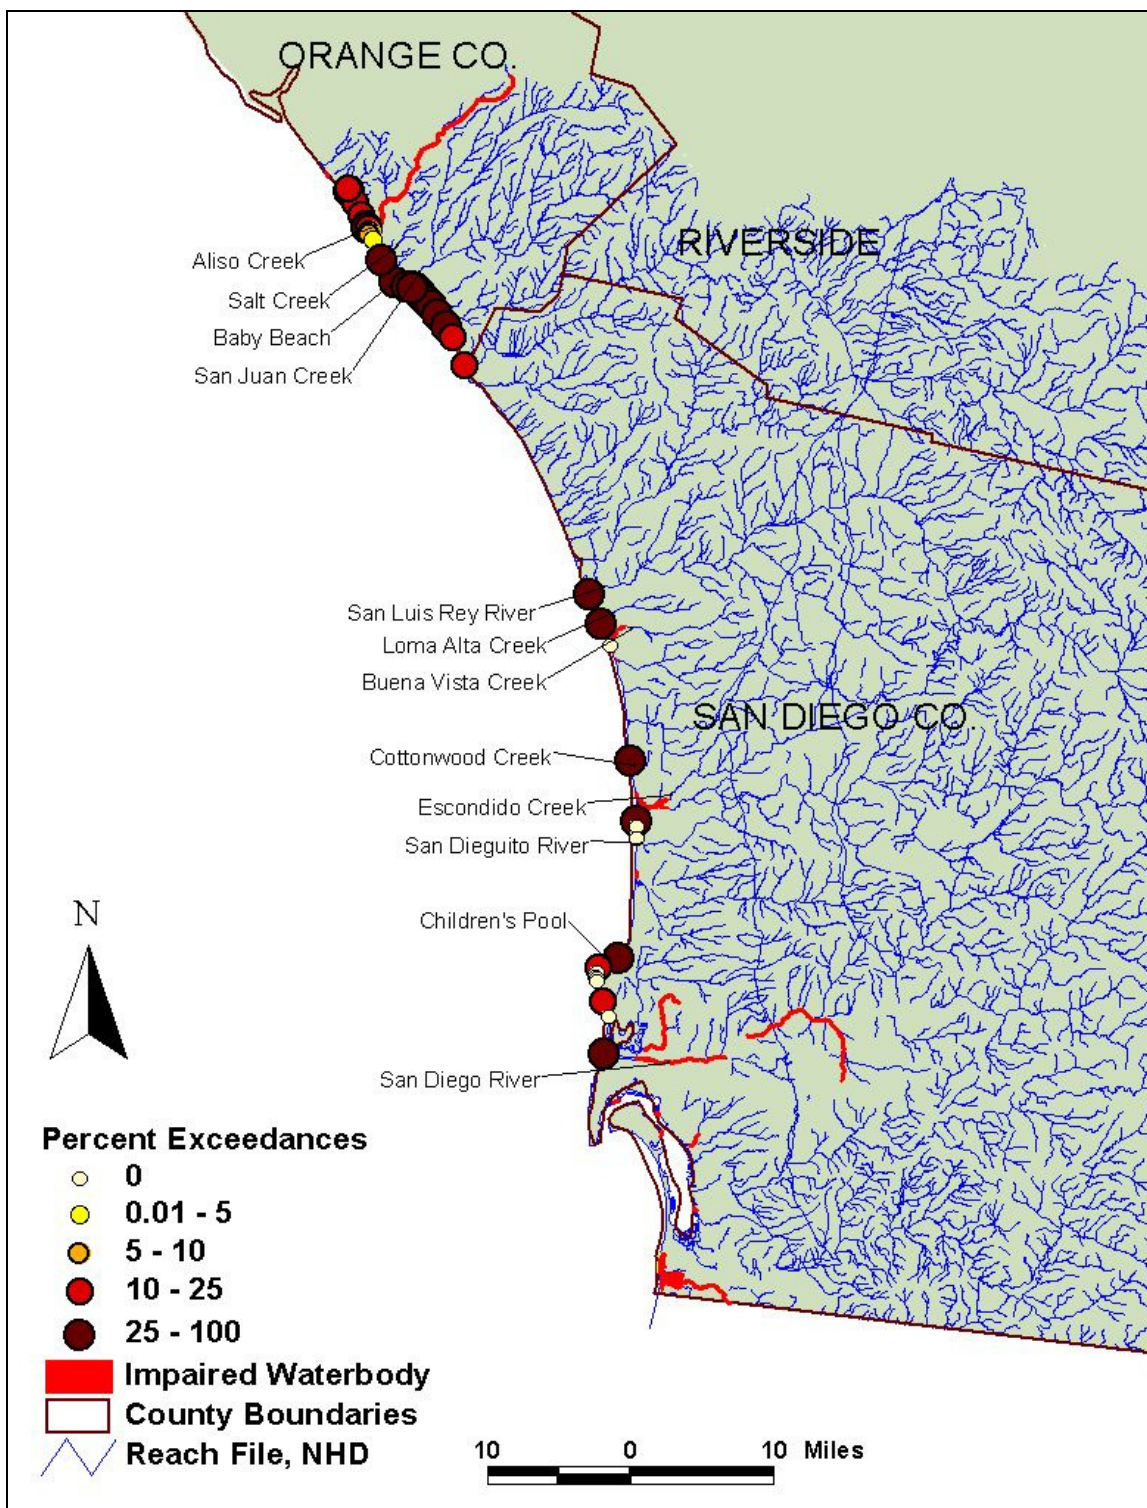 ORANGE CO.
RIVERSIDE
Aliso Creek
Salt Creek
Baby Beach
San Juan Creek
San Luis Rey River
Loma Alta Creek
Buena Vista Creek
SAN DIEGO CO.
Cottonwood Creek
Escondido Creek
San Dieguito River
Children's Pool
N
San Diego River
Percent Exceedances
0
0.01 - 5
5 - 10
10 - 25
25 - 100
Impaired Waterbody
County Boundaries
Reach File, NHD
10 0 10 Miles